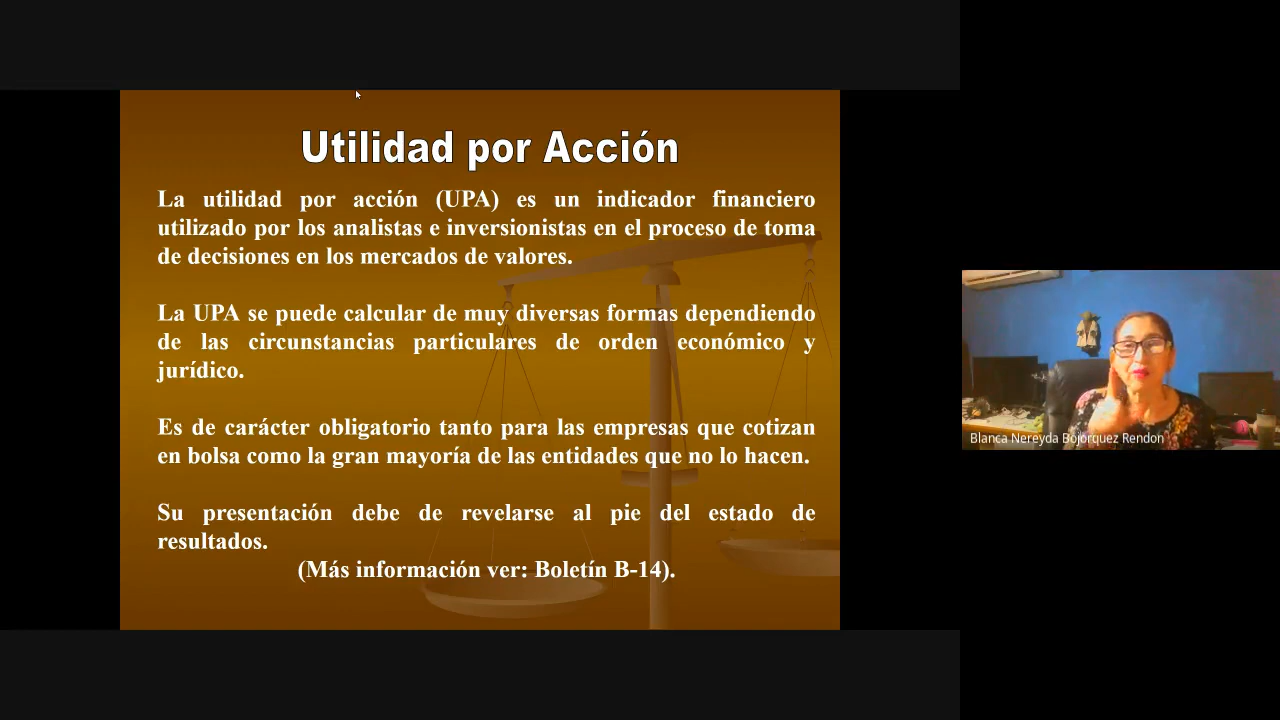 Utilidad por Acción
La utilidad por acción (UPA) es un indicador financiero
utilizado por los analistas e inversionistas en el proceso de toma
de decisiones en los mercados de valores.
La UPA se puede calcular de muy diversas formas dependiendo
de las circunstancias particulares de orden económico y
jurídico.
Es de carácter obligatorio tanto para las empresas que cotizan
en bolsa como la gran mayoría de las entidades que no lo hacen.
Su presentación debe de revelarse al pie del estado de
resultados.
(Más información ver: Boletín B-14).
Blanca Nereyda Bojorquez Rendon